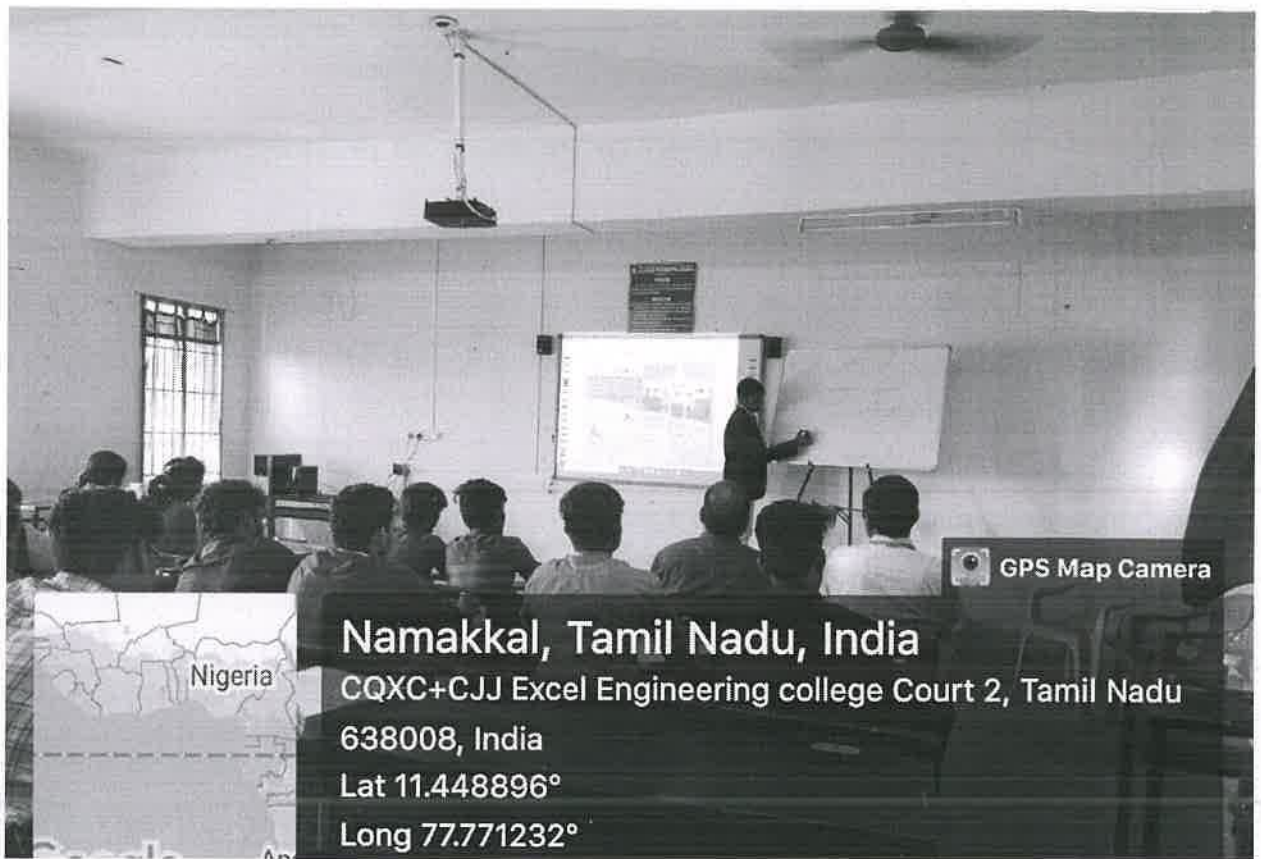 GPS Map Camera
Namakkal, Tamil Nadu, India
CQXC+CJJ Excel Engineering college Court 2, Tamil Nadu
638008, India
Lat 11.448896°
Long 77.771232°
Nigeria
Google